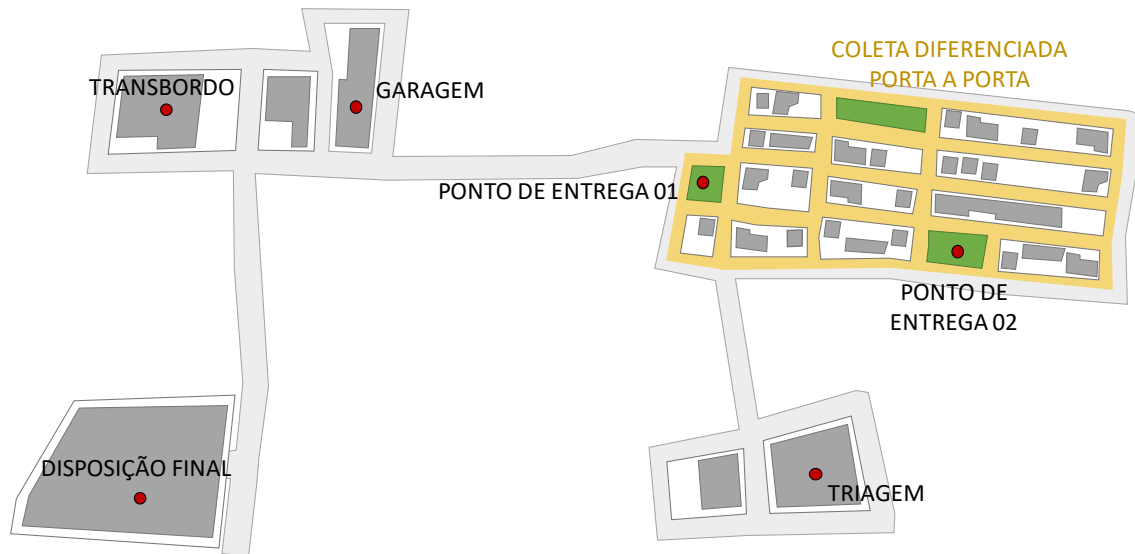 COLETA DIFERENCIADA
PORTA A PORTA
TRANSBORDO
GARAGEM
PONTO DE ENTREGA 01
PONTO DE
ENTREGA 02
DISPOSIÇÃO FINAL
TRIAGEM